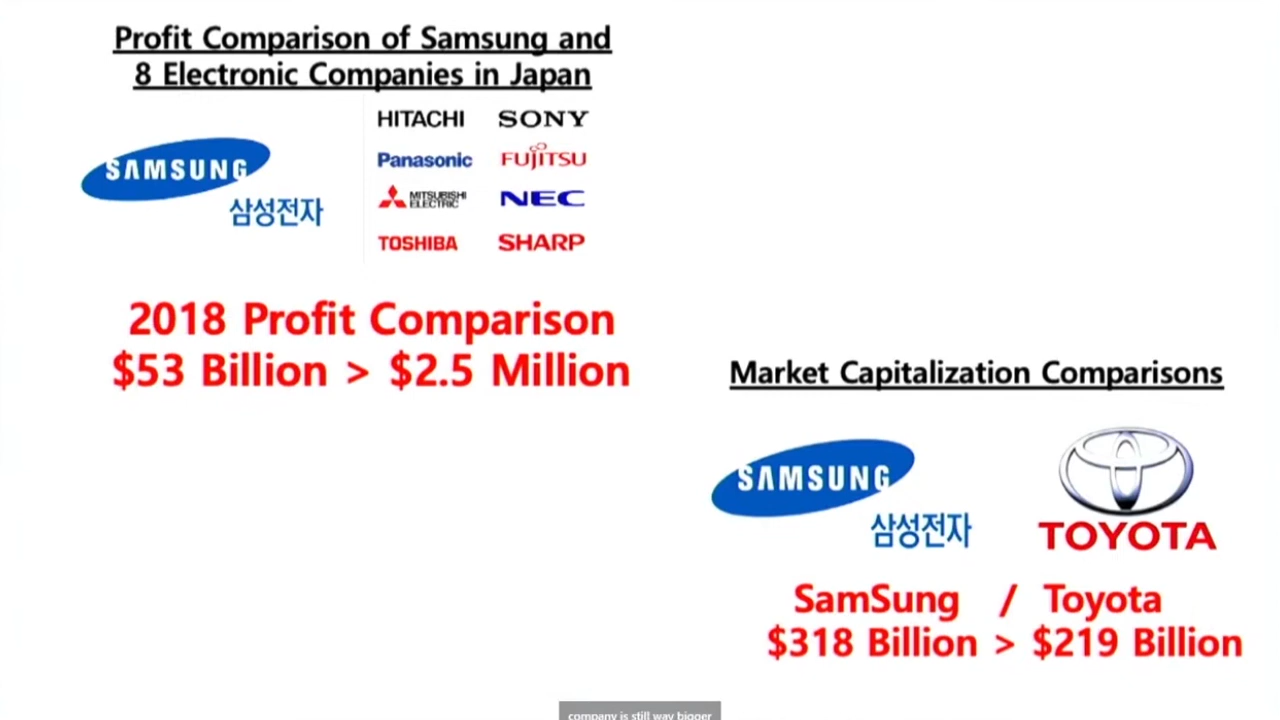 Profit Comparison of Samsung and
8 Electronic Companies in Japan
SAMSUNG
삼성전자
HITACHI
SONY
Panasonic
FUJITSU
MITSUBISHI
ELECTRIC
NEC
TOSHIBA
SHARP
2018 Profit Comparison
$53 Billion > $2.5 Million
Market Capitalization Comparisons
SAMSUNG
삼성전자
TOYOTA
SamSung / Toyota
$318 Billion > $219 Billion
company is still way bigger